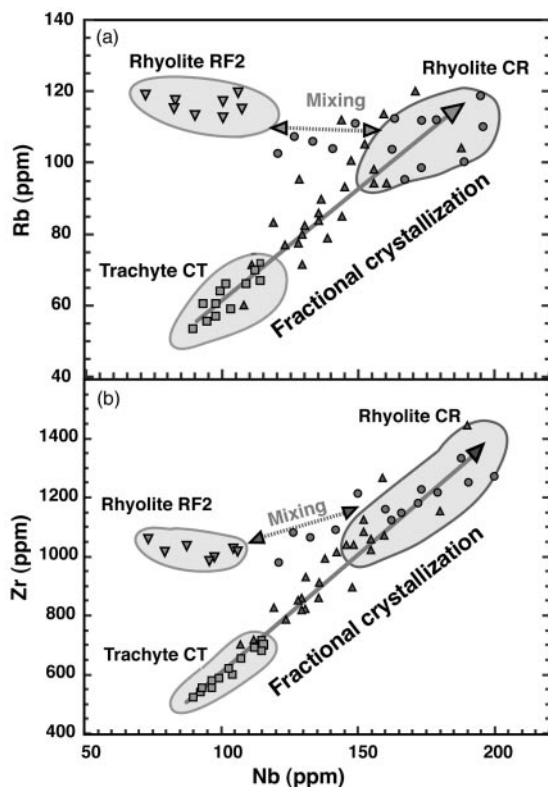 (a)
Rhyolite RF2
Rhyolite CR
Mixing
Trachyte CT
Fractional crystallization
Rb (ppm)
120
100
80
60
40
(b)
Rhyolite CR
Rhyolite RF2
Mixing
Trachyte CT
Fractional crystallization
Zr (ppm)
1400
1200
1000
800
600
400
50
100
150
200
Nb (ppm)
140